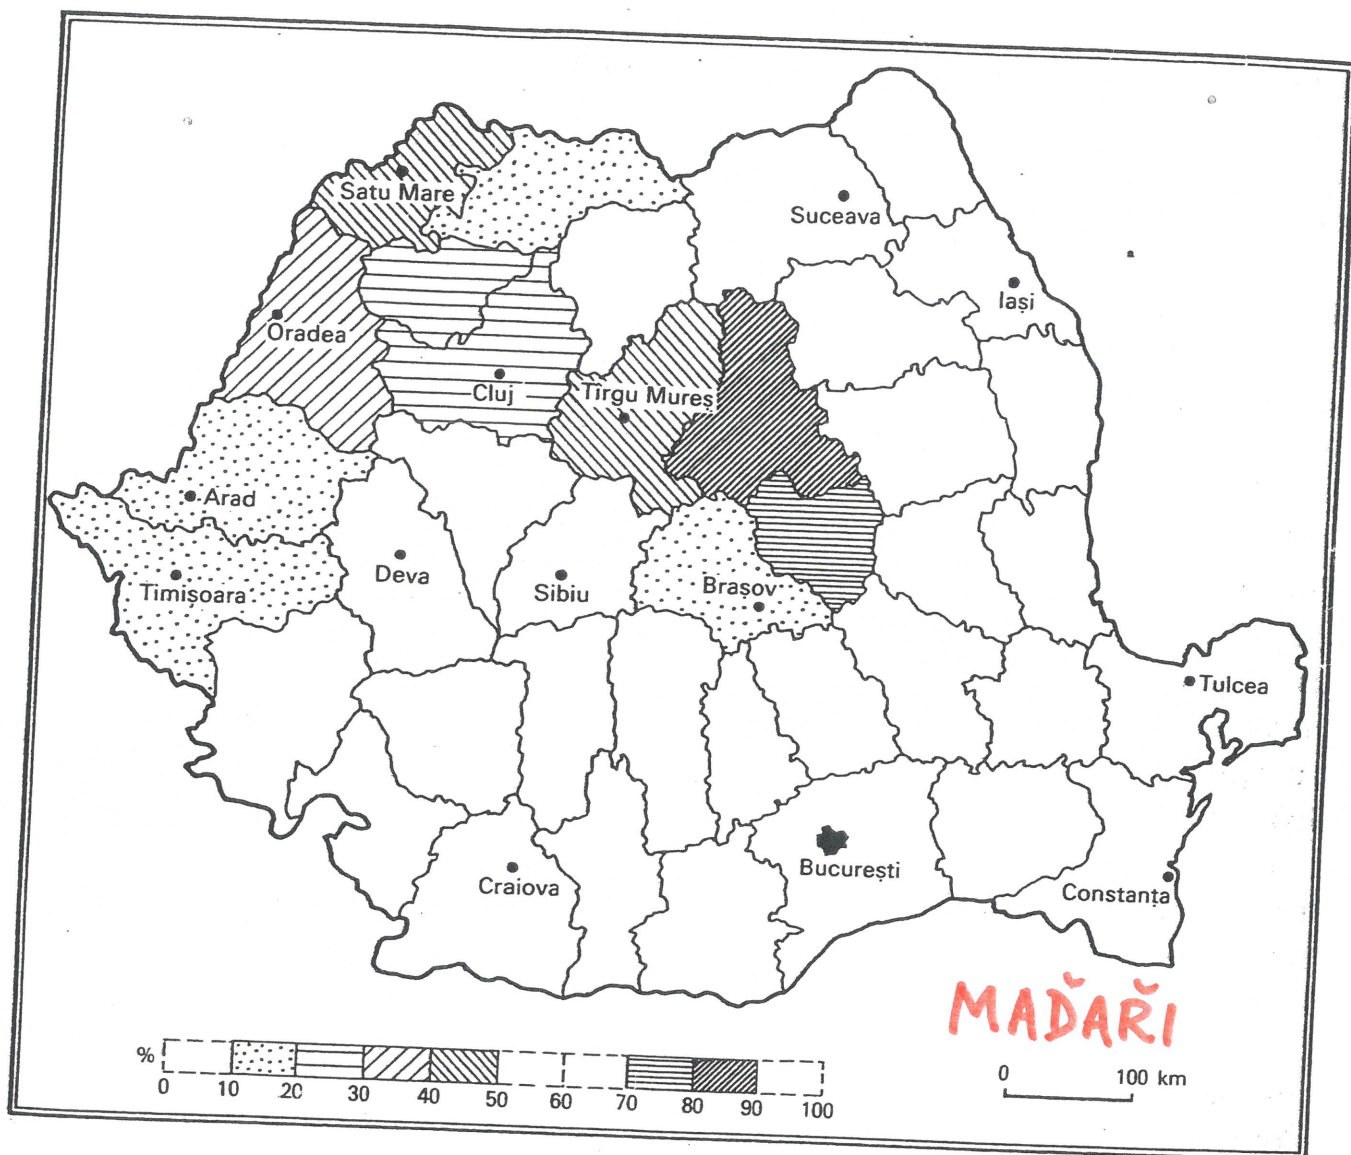 Satu Mare
Suceava
Iași
Oradea
Cluj
Tîrgu Mureș
Arad
Timișoara
Deva
Sibiu
Brașov
Tulcea
București
Craiova
Constanța
MAĎAŘI
%
0 10 20 30 40 50 60 70 80 90 100
0 100 km